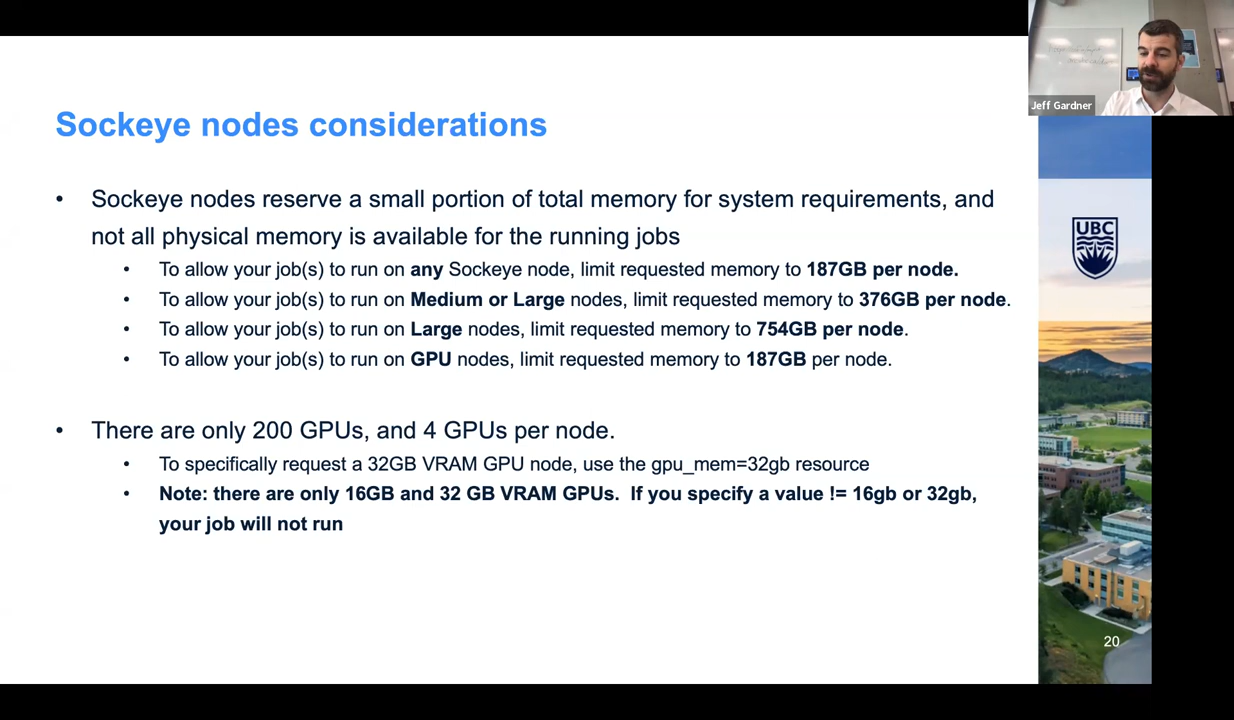 Jeff Gardner
Sockeye nodes considerations
• Sockeye nodes reserve a small portion of total memory for system requirements, and
not all physical memory is available for the running jobs
• To allow your job(s) to run on any Sockeye node, limit requested memory to 187GB per node.
• To allow your job(s) to run on Medium or Large nodes, limit requested memory to 376GB per node.
• To allow your job(s) to run on Large nodes, limit requested memory to 754GB per node.
• To allow your job(s) to run on GPU nodes, limit requested memory to 187GB per node.
• There are only 200 GPUs, and 4 GPUs per node.
• To specifically request a 32GB VRAM GPU node, use the gpu_mem=32gb resource
• Note: there are only 16GB and 32 GB VRAM GPUs.  If you specify a value != 16gb or 32gb,
your job will not run
UBC
20